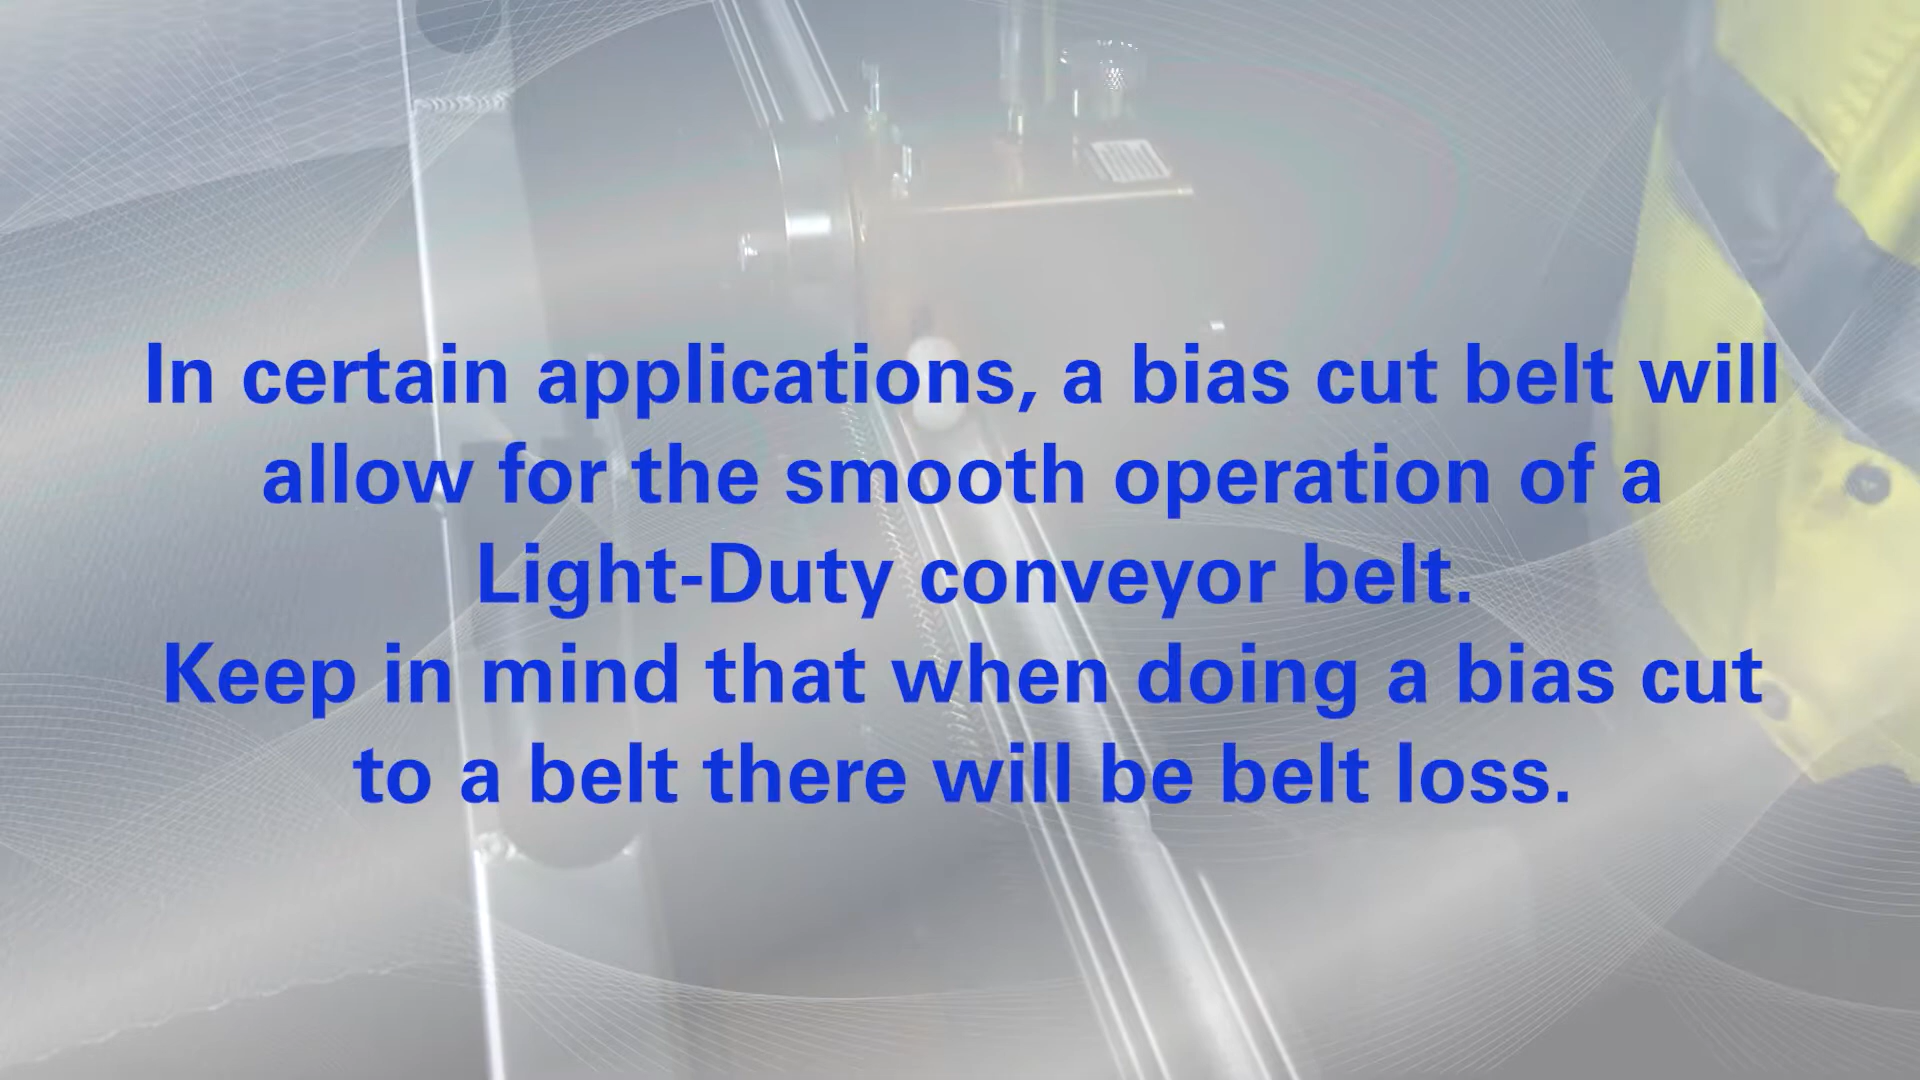 In certain applications, a bias cut belt will
allow for the smooth operation of a
Light-Duty conveyor belt.
Keep in mind that when doing a bias cut
to a belt there will be belt loss.